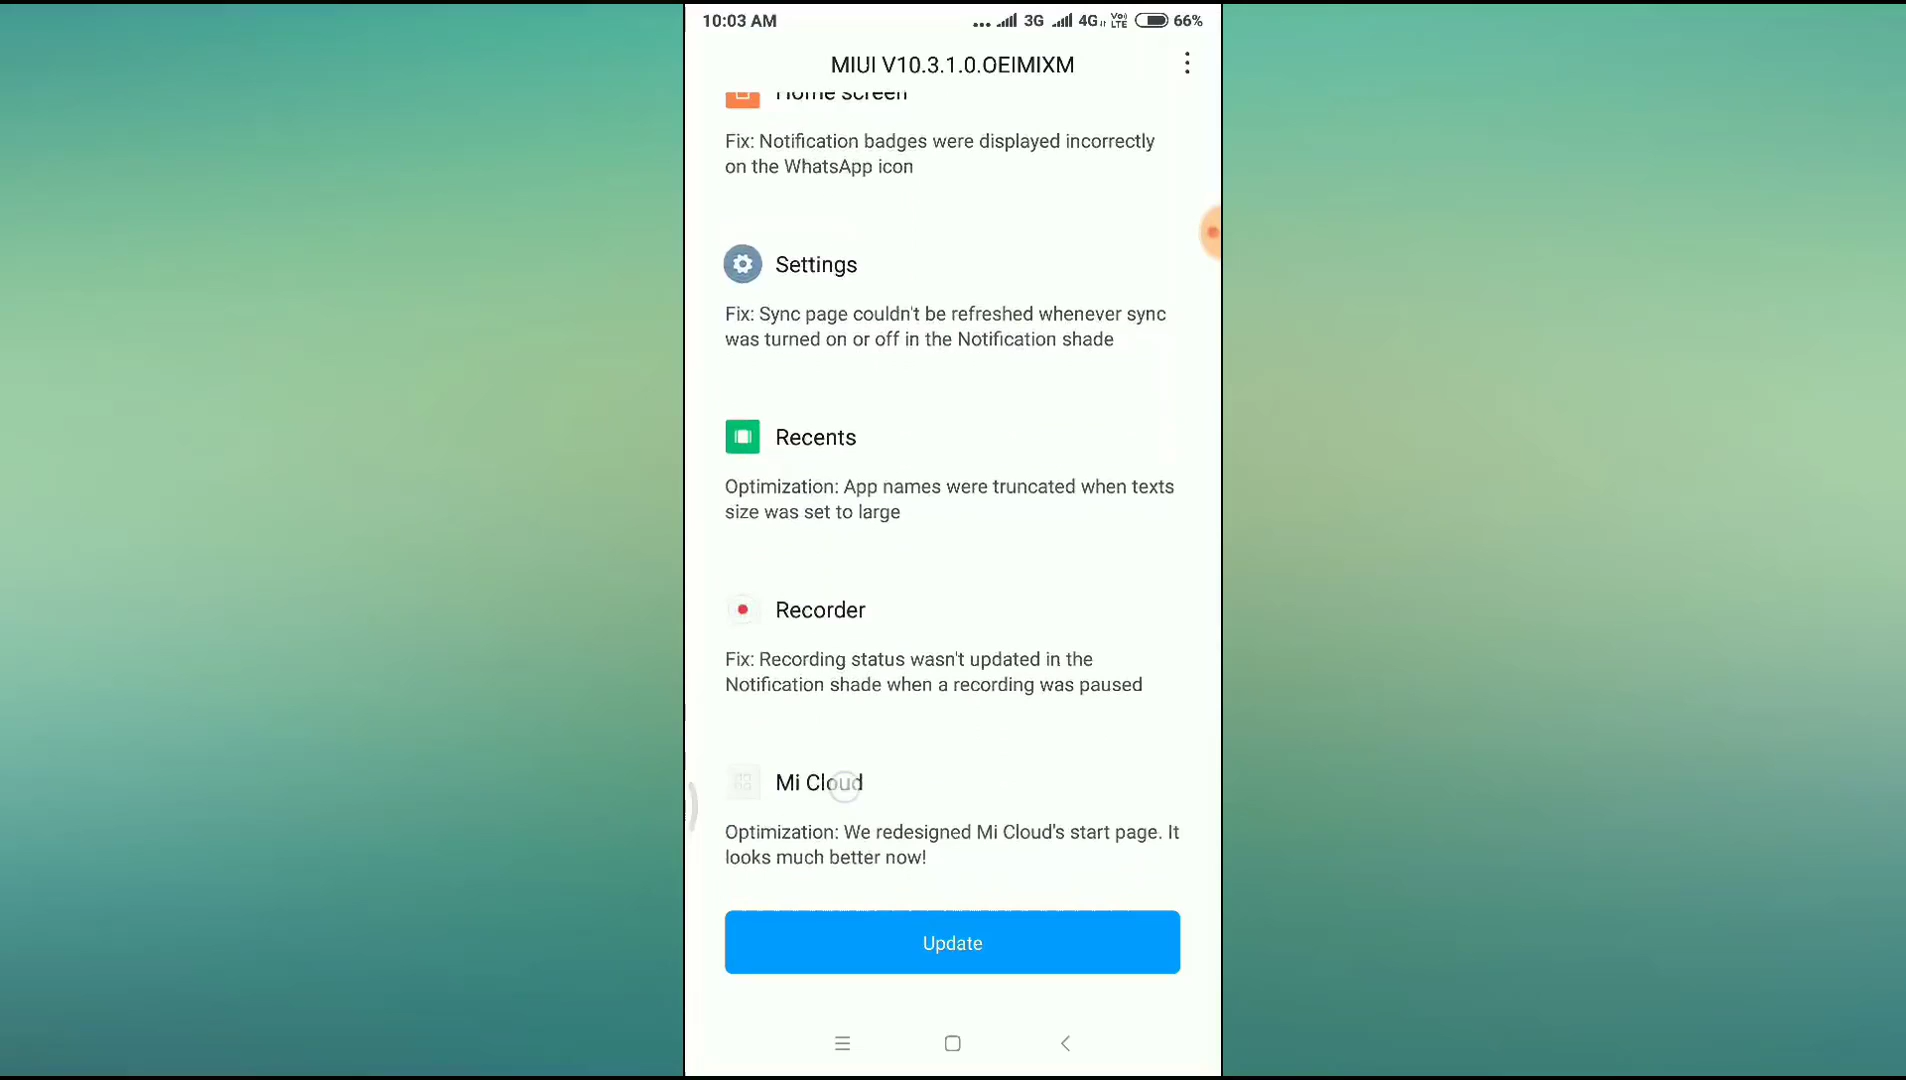 10:03 AM
3G 4G VoLTE 66%
MIUI V10.3.1.0.OEIMIXM
Home screen
Fix: Notification badges were displayed incorrectly
on the WhatsApp icon
Settings
Fix: Sync page couldn't be refreshed whenever sync
was turned on or off in the Notification shade
Recents
Optimization: App names were truncated when texts
size was set to large
Recorder
Fix: Recording status wasn't updated in the
Notification shade when a recording was paused
Mi Cloud
Optimization: We redesigned Mi Cloud's start page. It
looks much better now!
Update